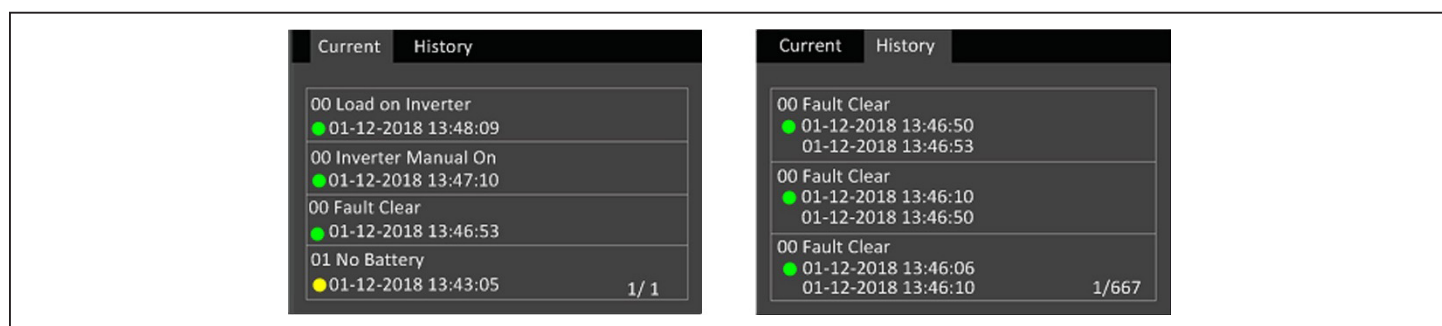 Current History
00 Load on Inverter
01-12-2018 13:48:09
00 Inverter Manual On
01-12-2018 13:47:10
00 Fault Clear
01-12-2018 13:46:53
01 No Battery
01-12-2018 13:43:05
1/ 1
Current History
00 Fault Clear
01-12-2018 13:46:50
01-12-2018 13:46:53
00 Fault Clear
01-12-2018 13:46:10
01-12-2018 13:46:50
00 Fault Clear
01-12-2018 13:46:06
01-12-2018 13:46:10
1/667